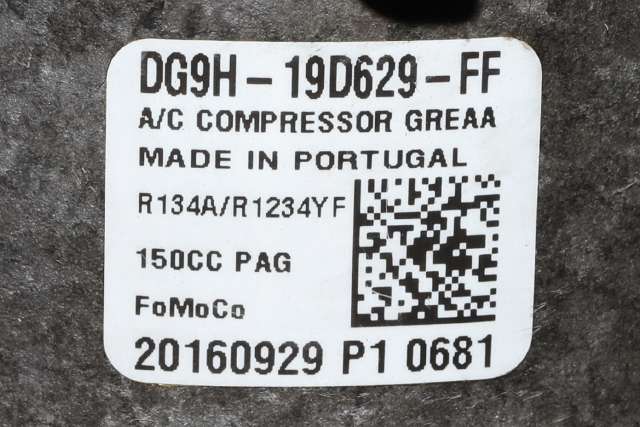 DG9H-19D629-FF
A/C COMPRESSOR GREAA
MADE IN PORTUGAL
R134A/R1234YF
150CC PAG
FoMoCo
20160929 P1 0681